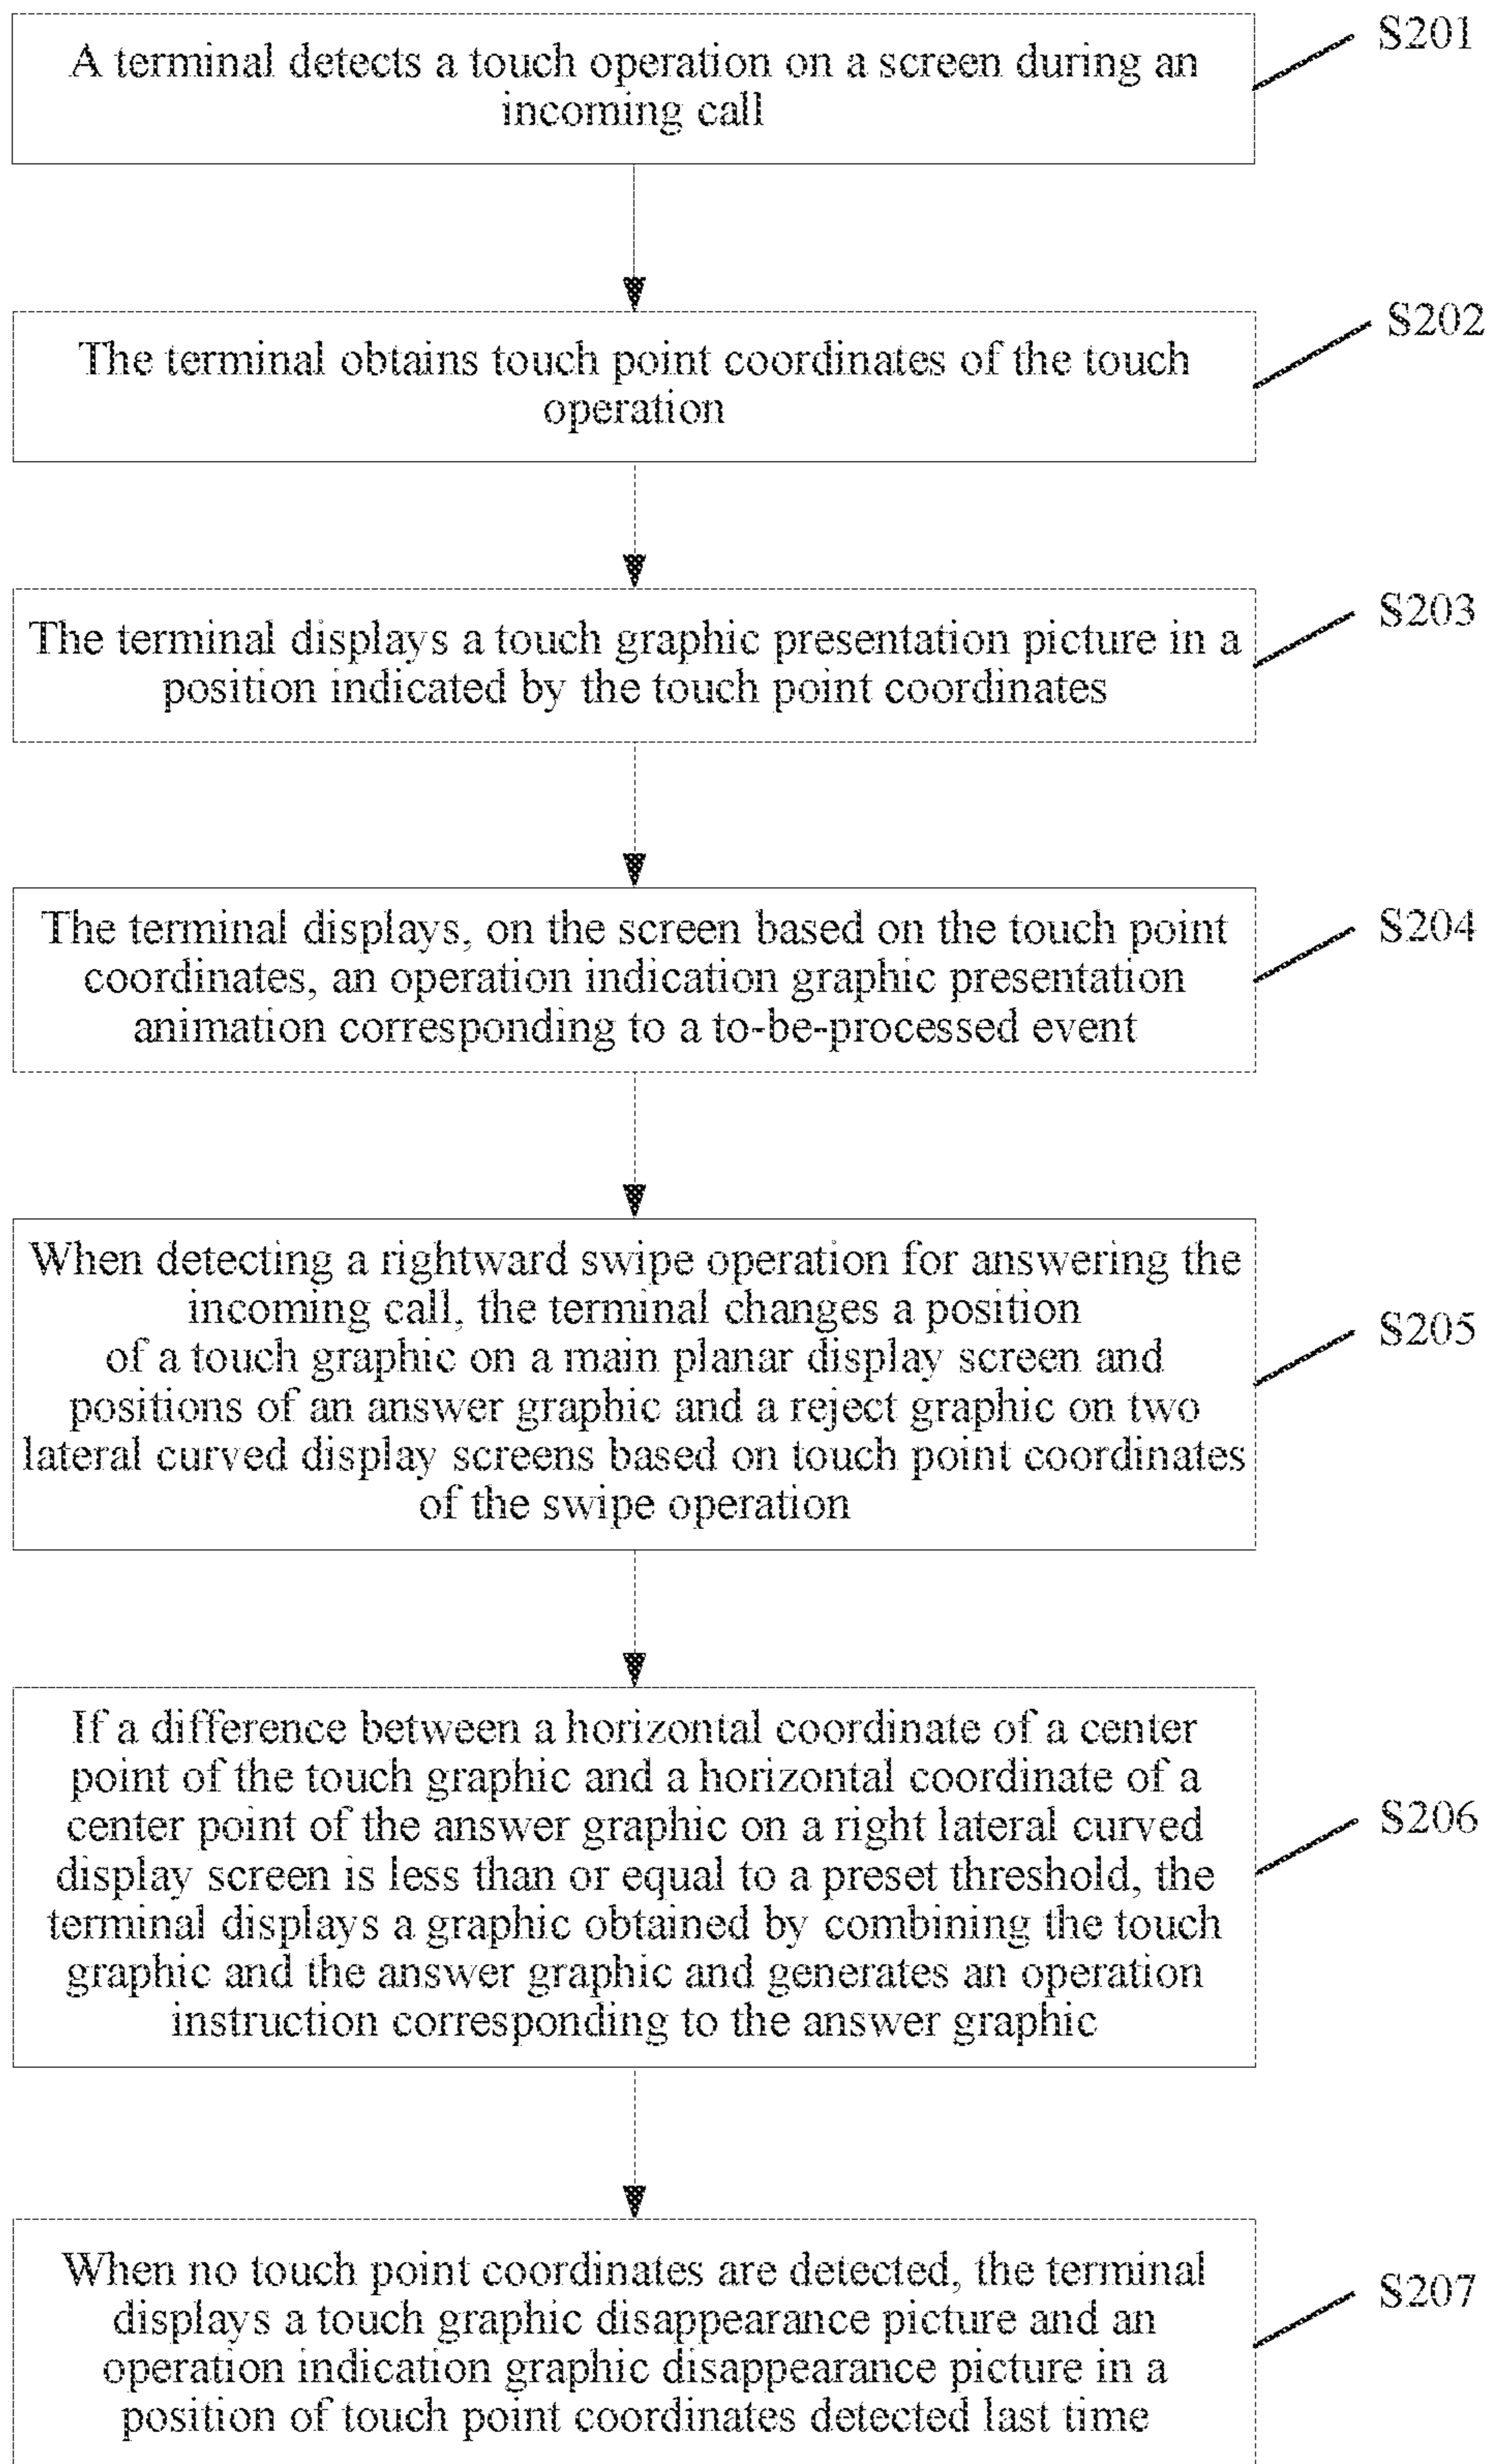 A terminal detects a touch operation on a screen during an
incoming call
S201
The terminal obtains touch point coordinates of the touch
operation
S202
The terminal displays a touch graphic presentation picture in a
position indicated by the touch point coordinates
S203
The terminal displays, on the screen based on the touch point
coordinates, an operation indication graphic presentation
animation corresponding to a to-be-processed event
S204
When detecting a rightward swipe operation for answering the
incoming call, the terminal changes a position
of a touch graphic on a main planar display screen and
positions of an answer graphic and a reject graphic on two
lateral curved display screens based on touch point coordinates
of the swipe operation
S205
If a difference between a horizontal coordinate of a center
point of the touch graphic and a horizontal coordinate of a
center point of the answer graphic on a right lateral curved
display screen is less than or equal to a preset threshold, the
terminal displays a graphic obtained by combining the touch
graphic and the answer graphic and generates an operation
instruction corresponding to the answer graphic
S206
When no touch point coordinates are detected, the terminal
displays a touch graphic disappearance picture and an
operation indication graphic disappearance picture in a
position of touch point coordinates detected last time
S207